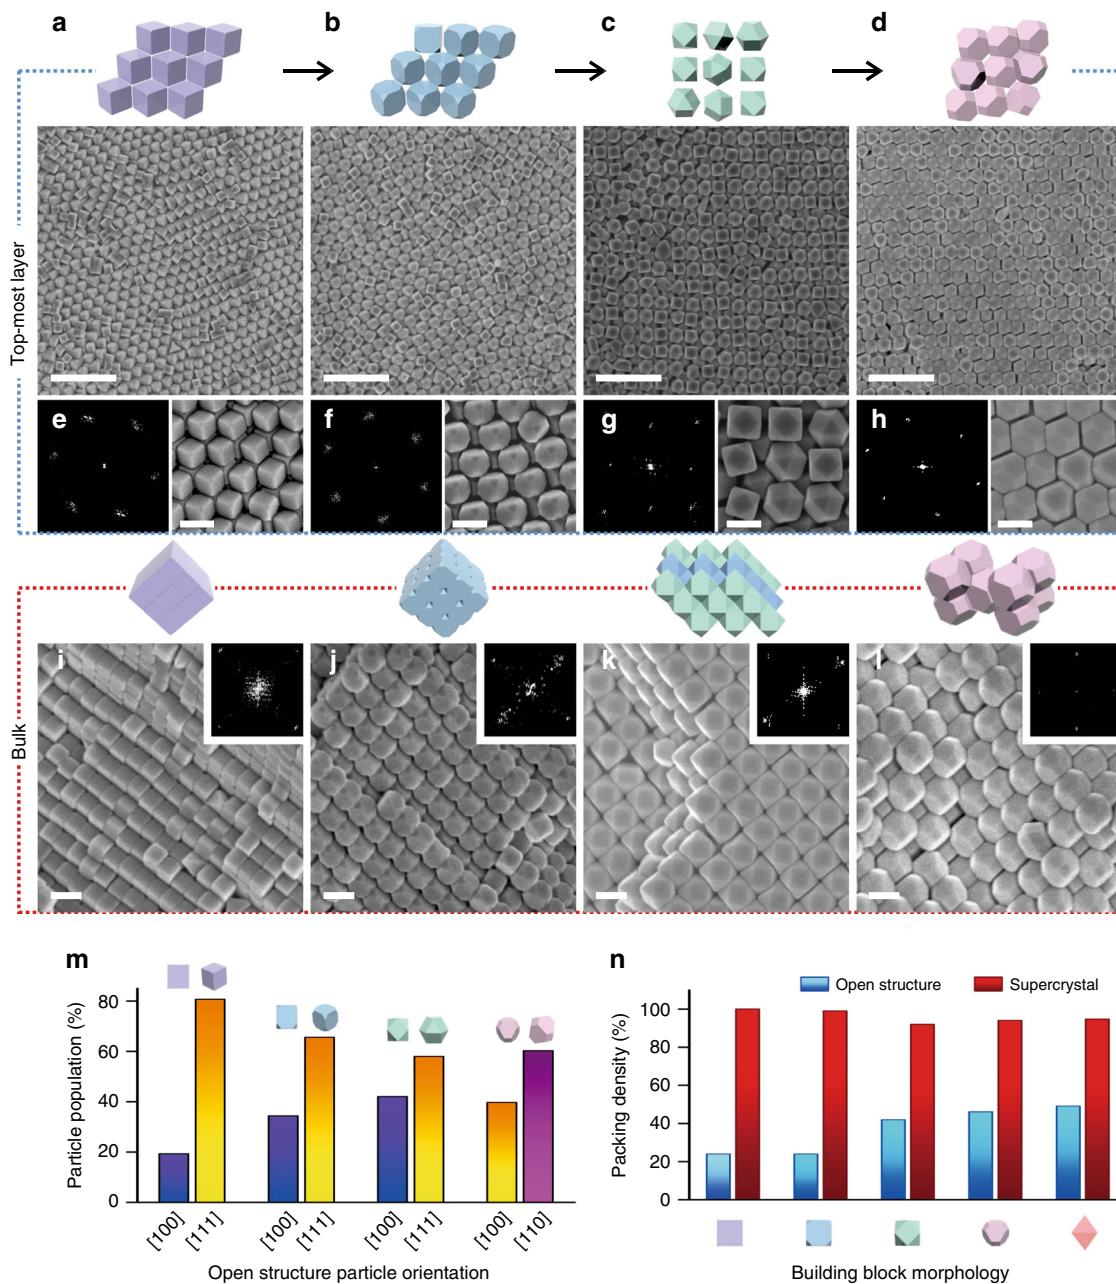 a
b
c
d
Top-most layer
e
f
g
h
Bulk
i
j
k
l
m
Particle population (%)
80
60
40
20
0
[100]
[111]
[100]
[111]
[100]
[111]
[100]
[110]
Open structure particle orientation
n
Open structure
Supercrystal
Packing density (%)
100
80
60
40
20
0
Building block morphology